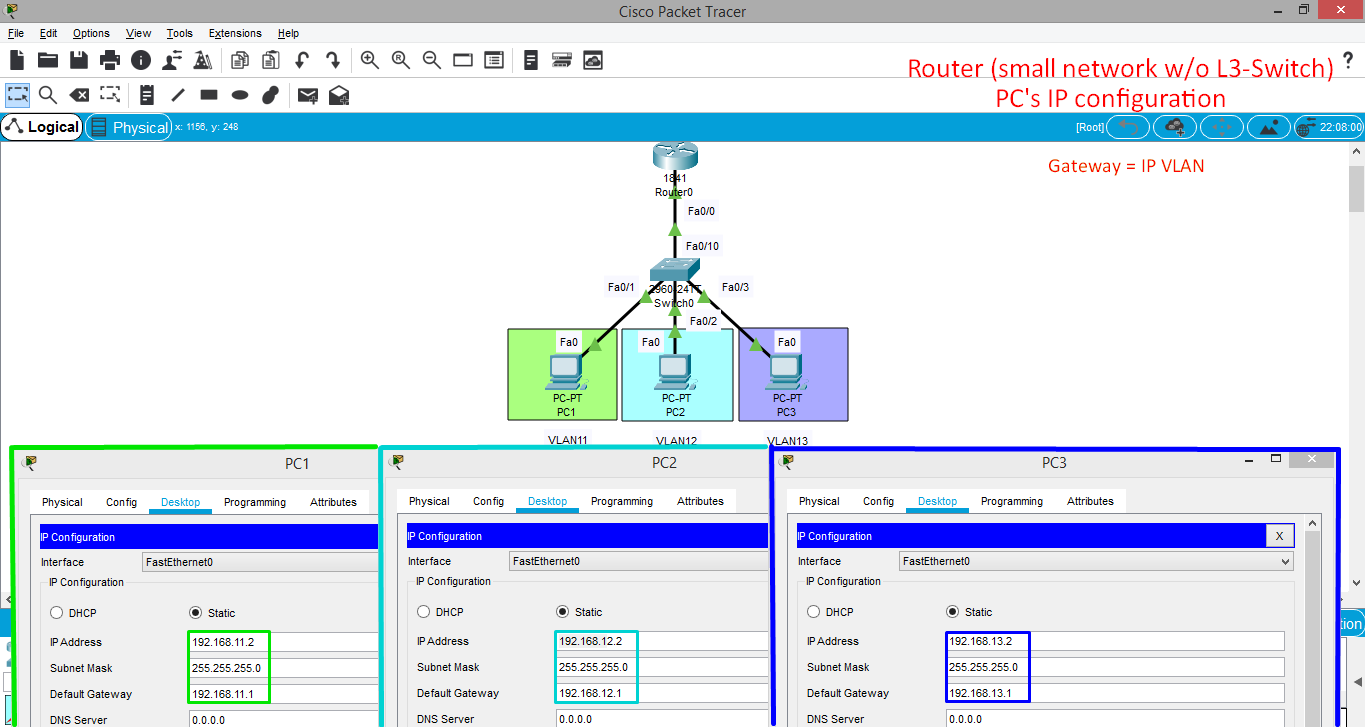 Cisco Packet Tracer
File Edit Options View Tools Extensions Help
Router (small network w/o L3-Switch)
PC's IP configuration
?
Logical Physical x: 1156, y: 248 [Root] 22:08:00
Gateway = IP VLAN
1841
Router0
Fa0/0
Fa0/10
Fa0/1 2960-24TT Fa0/3
Switch0
Fa0/2
Fa0 Fa0 Fa0
PC-PT PC-PT PC-PT
PC1 PC2 PC3
VLAN11 VLAN12 VLAN13
PC1
Physical Config Desktop Programming Attributes
IP Configuration
Interface FastEthernet0
IP Configuration
DHCP Static
IP Address 192.168.11.2
Subnet Mask 255.255.255.0
Default Gateway 192.168.11.1
DNS Server 0.0.0.0
PC2
Physical Config Desktop Programming Attributes
IP Configuration
Interface FastEthernet0
IP Configuration
DHCP Static
IP Address 192.168.12.2
Subnet Mask 255.255.255.0
Default Gateway 192.168.12.1
DNS Server 0.0.0.0
PC3
Physical Config Desktop Programming Attributes
IP Configuration X
Interface FastEthernet0
IP Configuration
DHCP Static
IP Address 192.168.13.2
Subnet Mask 255.255.255.0
Default Gateway 192.168.13.1
DNS Server 0.0.0.0